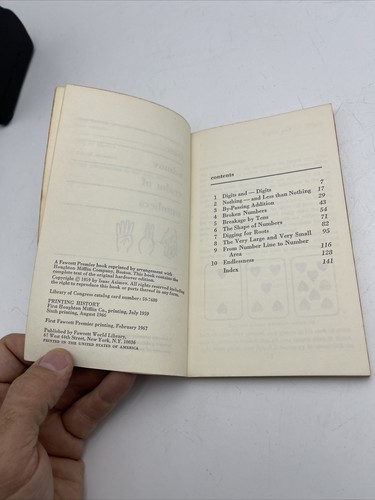 A Fawcett Premier book reprinted by arrangement with
Houghton Mifflin Company, Boston. This book contains the
complete text of the original hardcover edition.
Copyright © 1959 by Isaac Asimov. All rights reserved including
the right to reproduce this book or parts thereof in any form.
Library of Congress catalog card number: 59-7480
PRINTING HISTORY
First Houghton Mifflin Co., printing, July 1959
Sixth printing, August 1966
First Fawcett Premier printing, February 1967
Published by Fawcett World Library,
67 West 44th Street, New York, N.Y. 10036
PRINTED IN THE UNITED STATES OF AMERICA
contents
1 Digits and — Digits 7
2 Nothing — and Less than Nothing 17
3 By-Passing Addition 29
4 Broken Numbers 43
5 Breakage by Tens 54
6 The Shape of Numbers 71
7 Digging for Roots 82
8 The Very Large and Very Small 95
9 From Number Line to Number
Area 116
10 Endlessness 128
Index 141